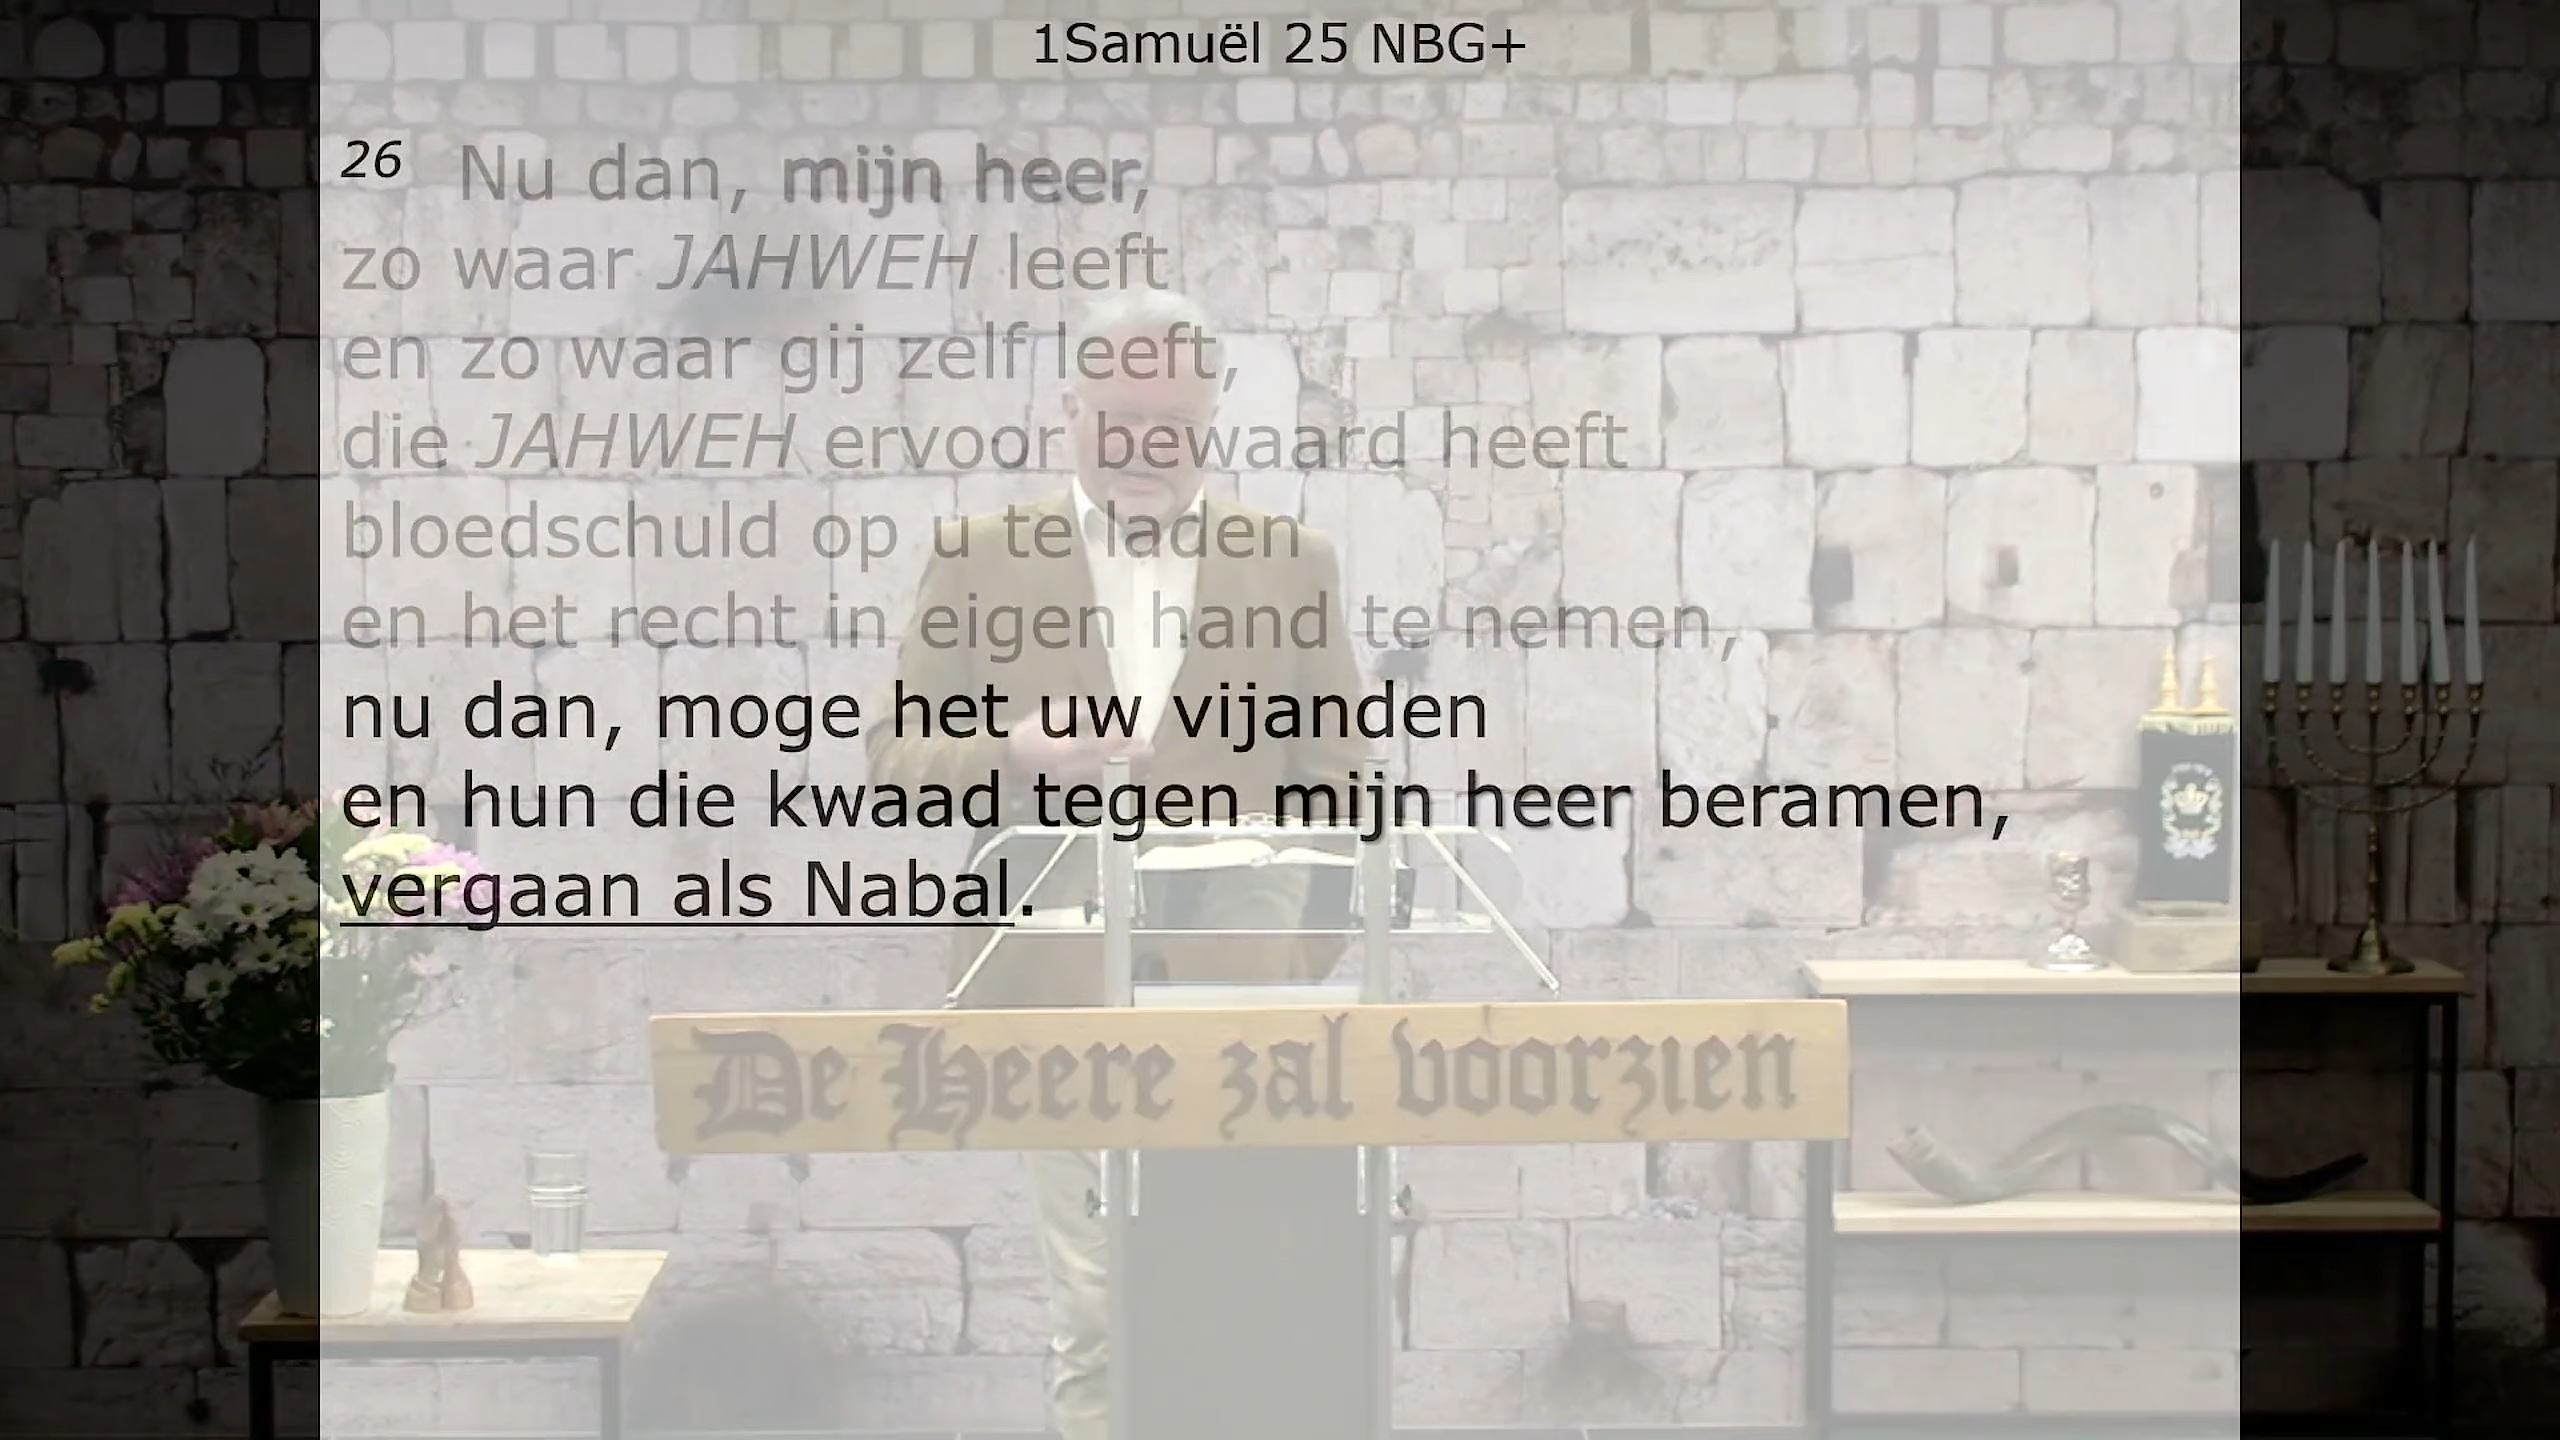 1Samuël 25 NBG+
26 Nu dan, mijn heer,
zo waar JAHWEH leeft
en zo waar gij zelf leeft,
die JAHWEH ervoor bewaard heeft
bloedschuld op u te laden
en het recht in eigen hand te nemen,
nu dan, moge het uw vijanden
en hun die kwaad tegen mijn heer beramen,
vergaan als Nabal.
De Heere zal voorzien